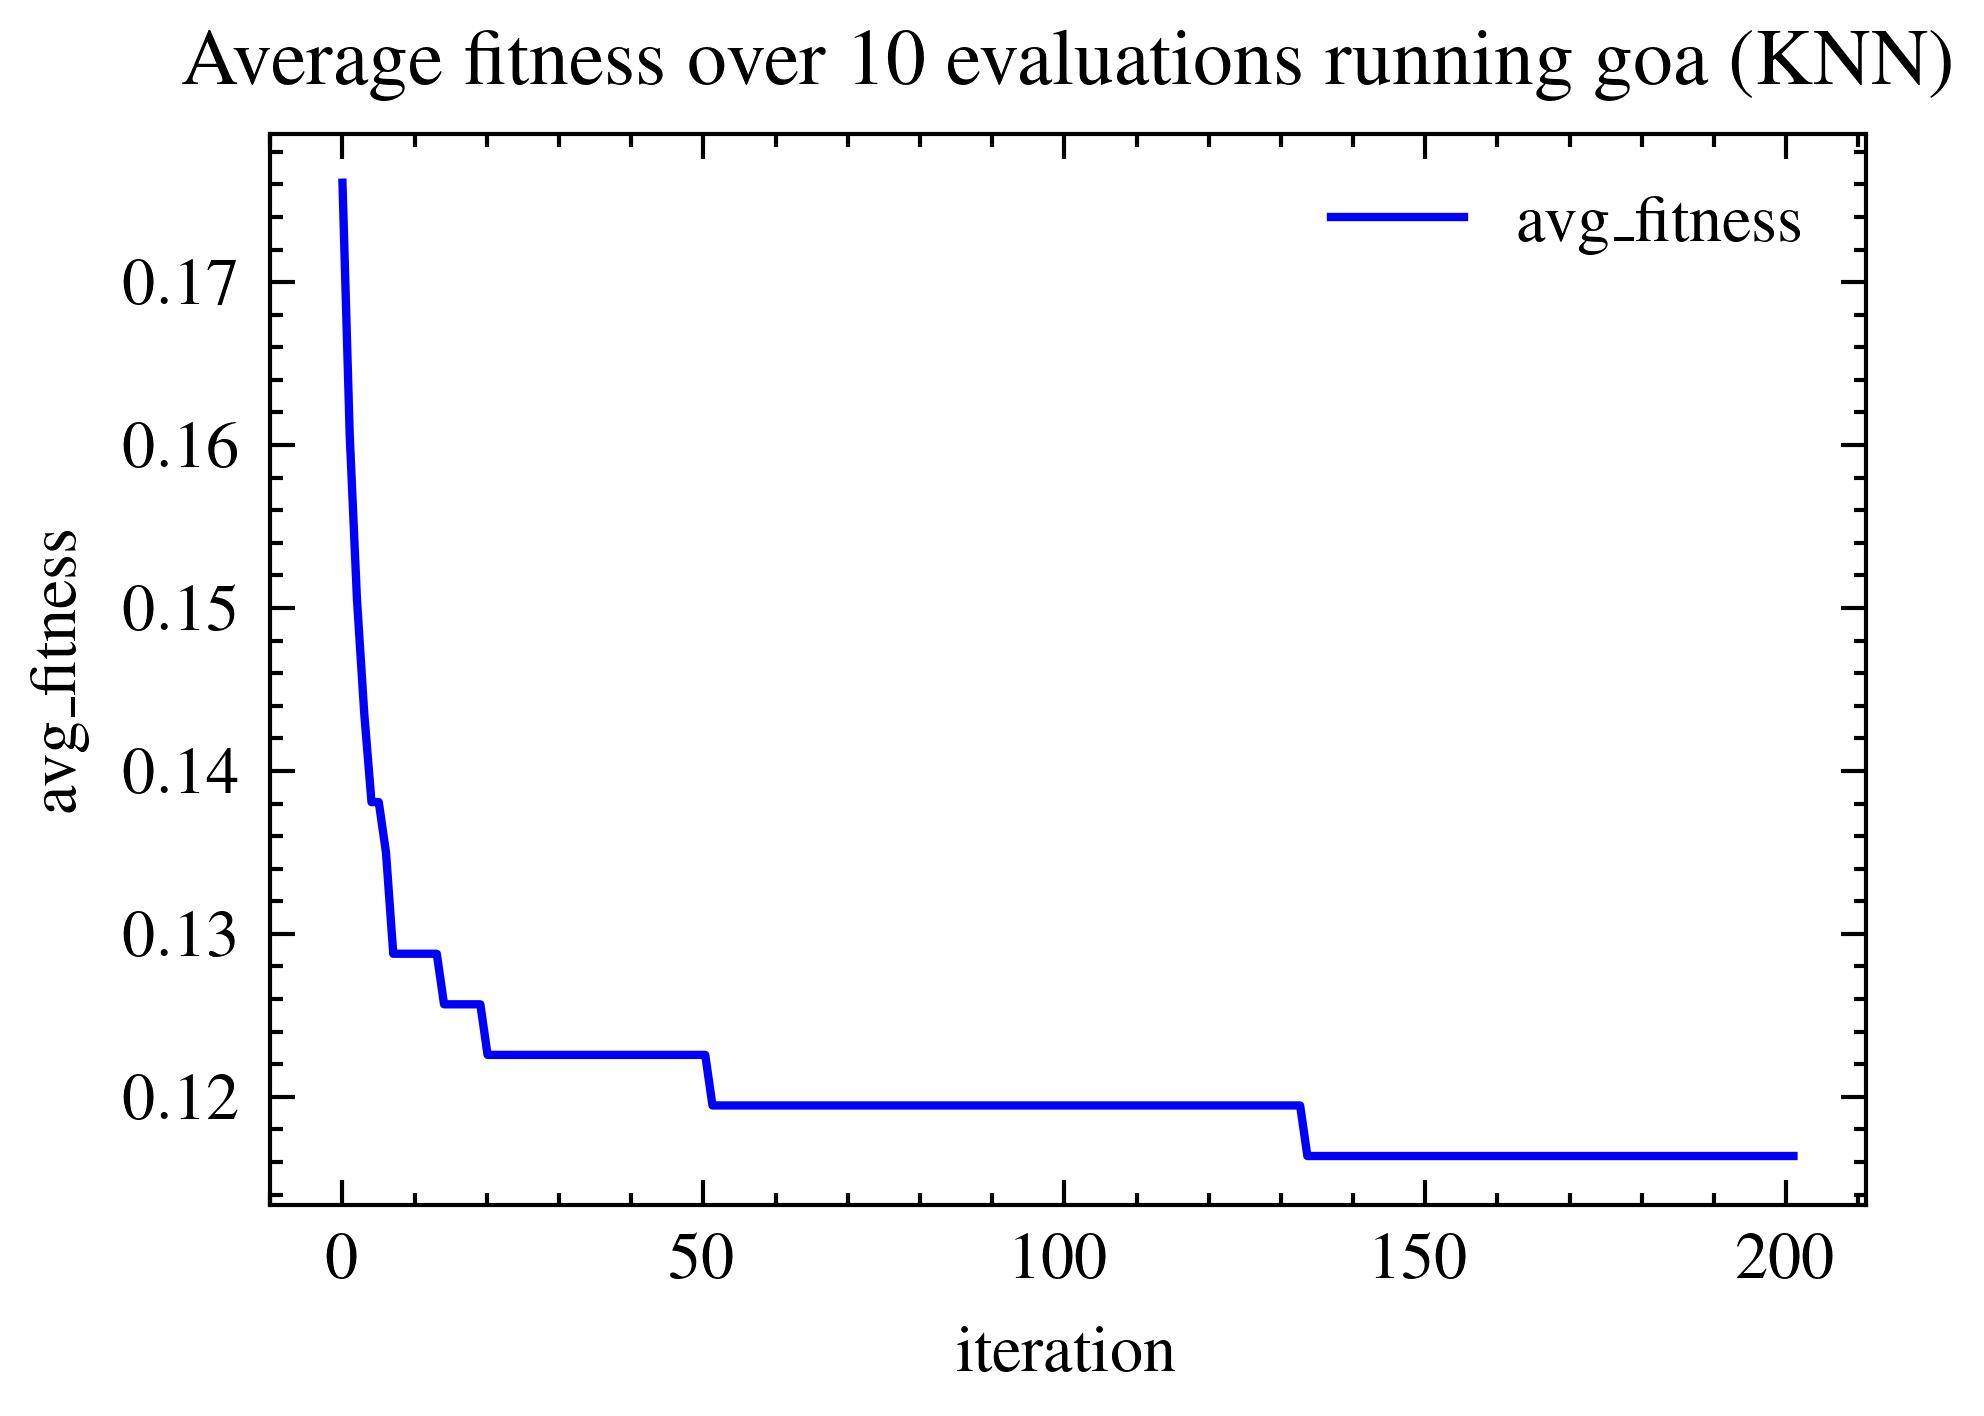 Average fitness over 10 evaluations running goa (KNN)
avg_fitness
0.17
0.16
0.15
0.14
0.13
0.12
avg_fitness
0 50 100 150 200
iteration